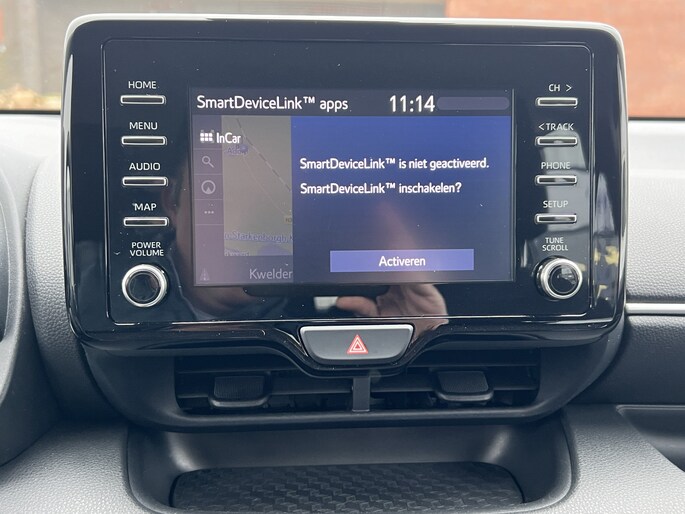 HOME
MENU
AUDIO
MAP
POWER
VOLUME
SmartDeviceLink™ apps 11:14
InCar
SmartDeviceLink™ is niet geactiveerd.
SmartDeviceLink™ inschakelen?
Activeren
Kwelder
CH >
< TRACK
PHONE
SETUP
TUNE
SCROLL